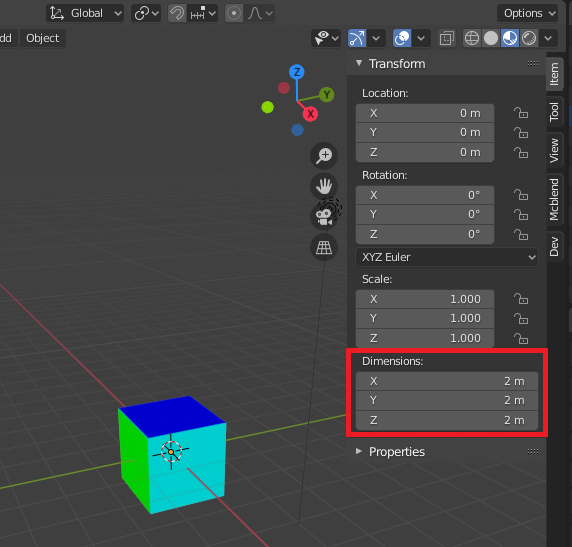 Global
Options
dd Object
Transform
Item
Tool
View
Mcblend
Dev
Z
Y
X
Location:
X 0 m
Y 0 m
Z 0 m
Rotation:
X 0°
Y 0°
Z 0°
XYZ Euler
Scale:
X 1.000
Y 1.000
Z 1.000
Dimensions:
X 2 m
Y 2 m
Z 2 m
Properties